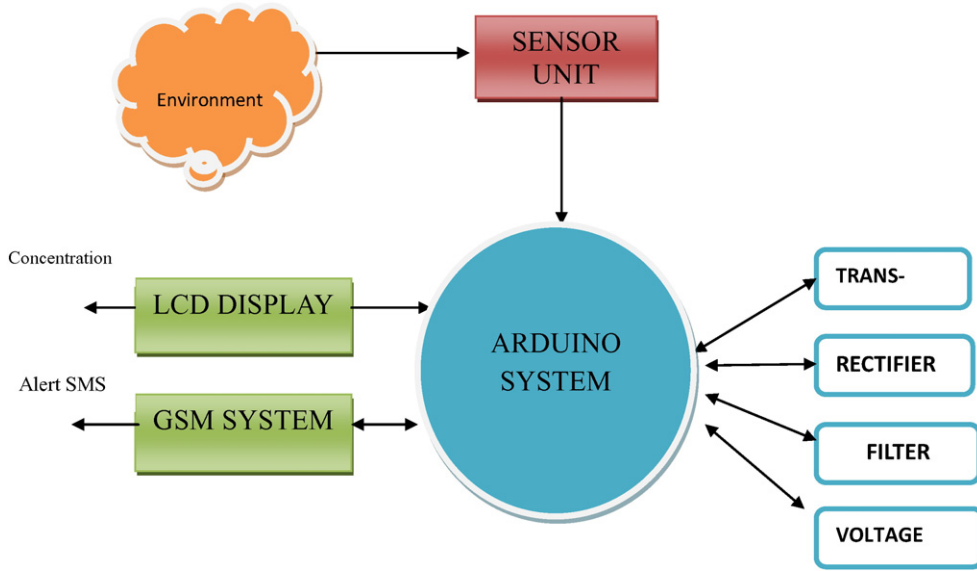 SENSOR
UNIT
Environment
Concentration
LCD DISPLAY
Alert SMS
GSM SYSTEM
ARDUINO
SYSTEM
TRANS-
RECTIFIER
FILTER
VOLTAGE